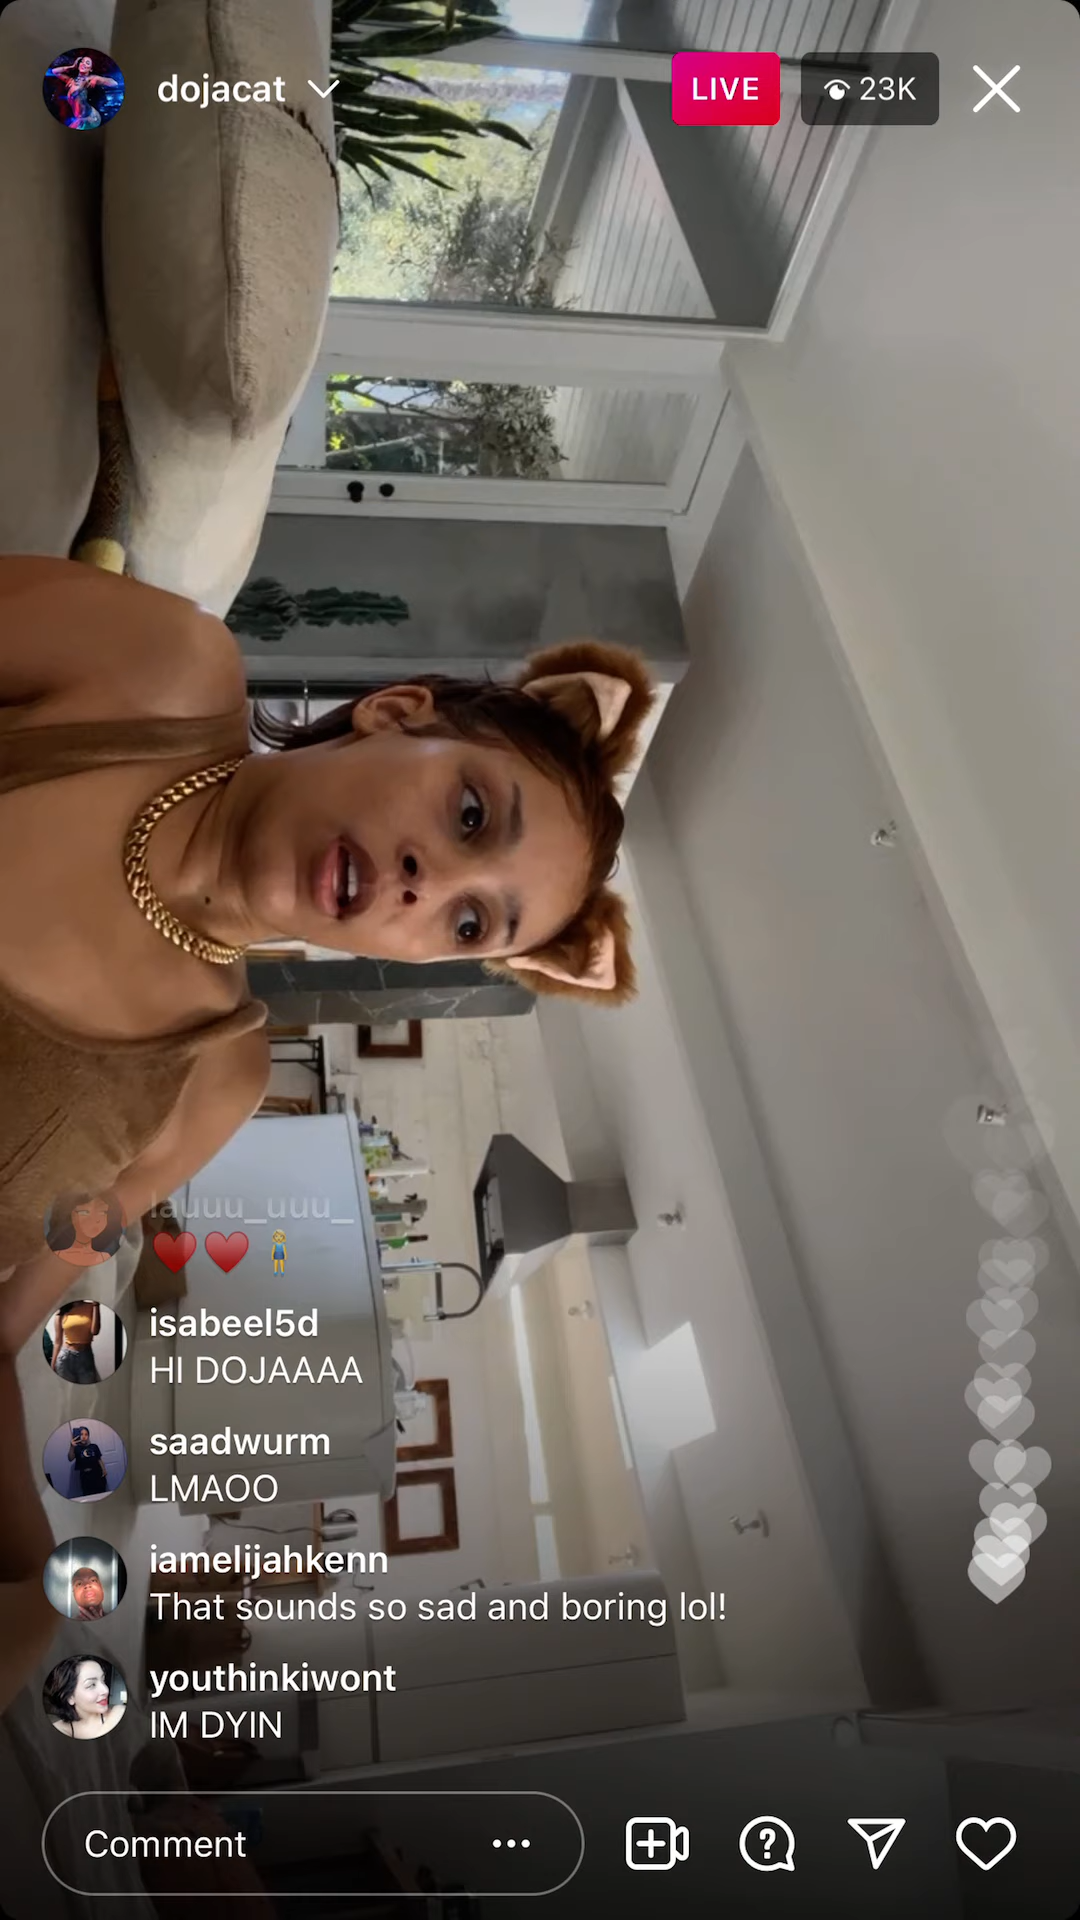 dojacat
LIVE
23K
lauuu_uuu_
isabeel5d
HI DOJAAAA
saadwurm
LMAOO
iamelijahkenn
That sounds so sad and boring lol!
youthinkiwont
IM DYIN
Comment